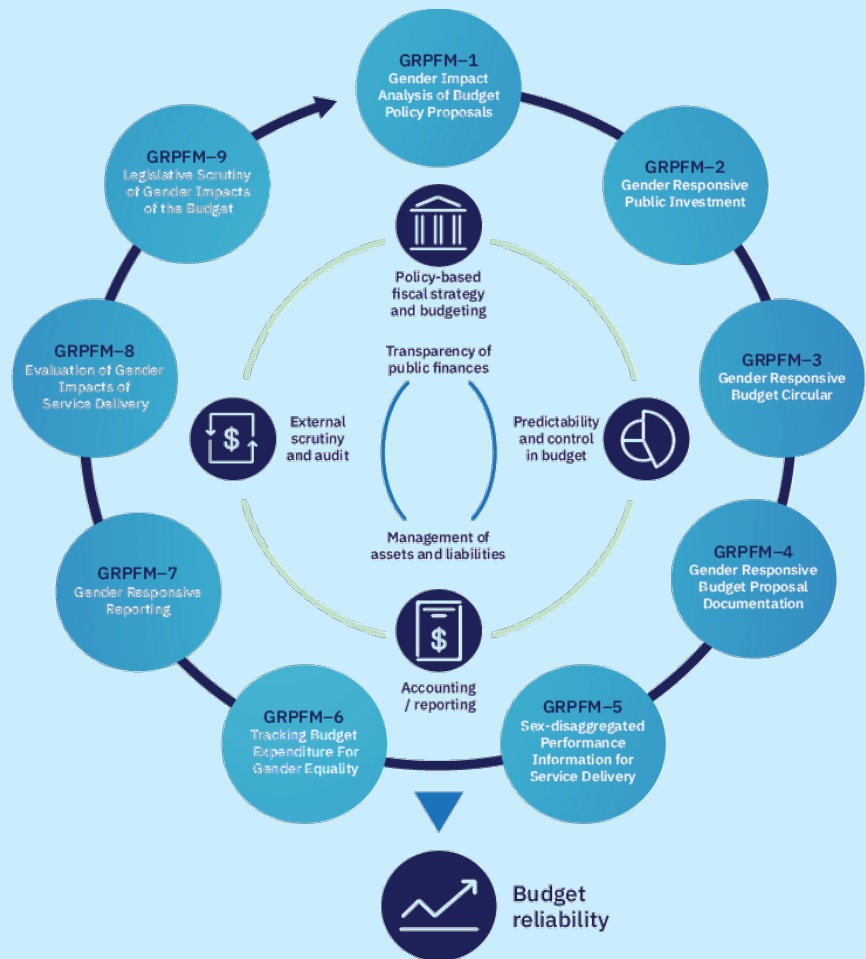 GRPFM–1
Gender Impact
Analysis of Budget
Policy Proposals
GRPFM–2
Gender Responsive
Public Investment
GRPFM–3
Gender Responsive
Budget Circular
GRPFM–4
Gender Responsive
Budget Proposal
Documentation
GRPFM–5
Sex-disaggregated
Performance
Information for
Service Delivery
GRPFM–6
Tracking Budget
Expenditure For
Gender Equality
GRPFM–7
Gender Responsive
Reporting
GRPFM–8
Evaluation of Gender
Impacts of
Service Delivery
GRPFM–9
Legislative Scrutiny
of Gender Impacts
of the Budget
Policy-based
fiscal strategy
and budgeting
Transparency of
public finances
$
External
scrutiny
and audit
Predictability
and control
in budget
Management of
assets and liabilities
$
Accounting
/ reporting
Budget
reliability